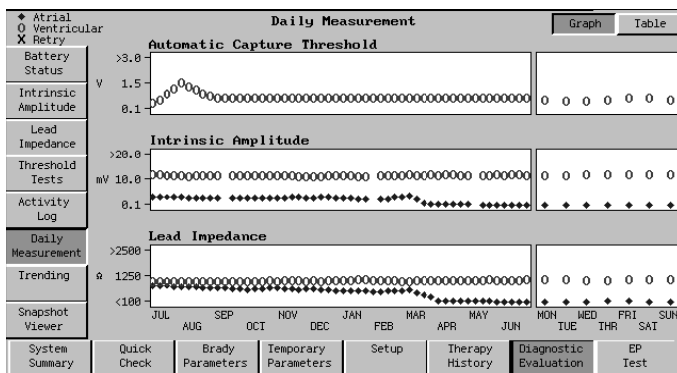 ◆ Atrial
O Ventricular
X Retry
Daily Measurement
Graph
Table
Battery
Status
Intrinsic
Amplitude
Lead
Impedance
Threshold
Tests
Activity
Log
Daily
Measurement
Trending
Snapshot
Viewer
Automatic Capture Threshold
>3.0
V 1.5
0.1
Intrinsic Amplitude
>20.0
mV 10.0
0.1
Lead Impedance
>2500
Ω 1250
<100
JUL SEP NOV JAN MAR MAY MON WED FRI SUN
AUG OCT DEC FEB APR JUN TUE THR SAT
System
Summary
Quick
Check
Brady
Parameters
Temporary
Parameters
Setup
Therapy
History
Diagnostic
Evaluation
EP
Test